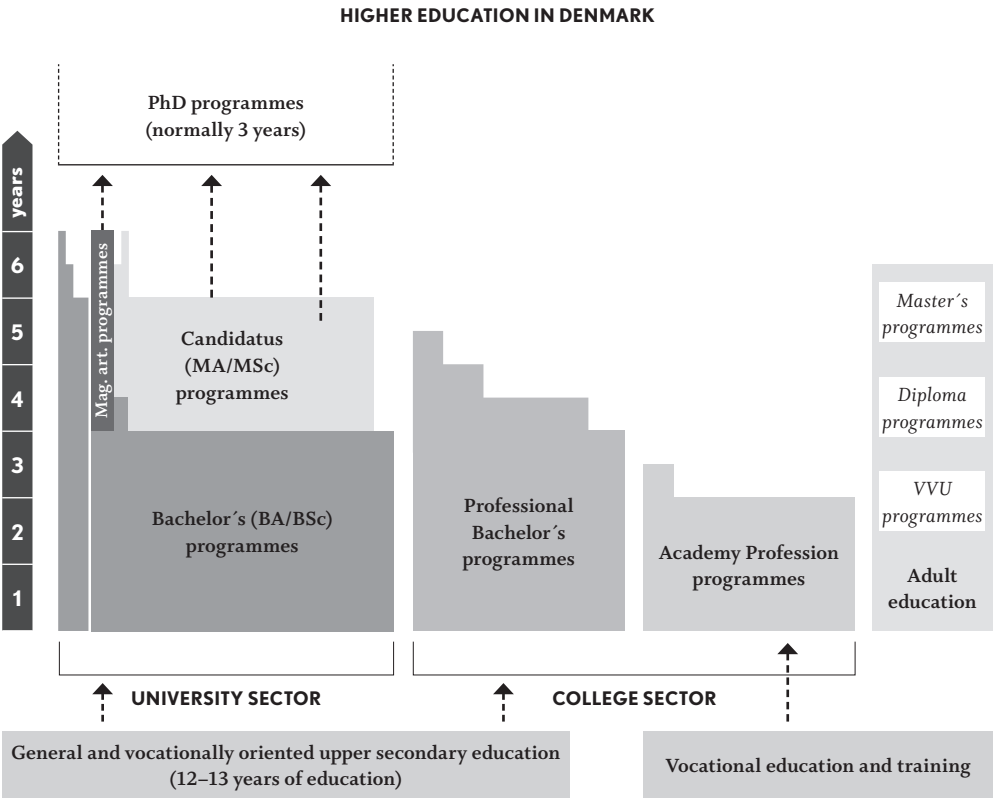 HIGHER EDUCATION IN DENMARK
PhD programmes
(normally 3 years)
years
6
5
4
3
2
1
Mag. art. programmes
Candidatus
(MA/MSc)
programmes
Bachelor´s (BA/BSc)
programmes
Professional
Bachelor´s
programmes
Academy Profession
programmes
Master´s
programmes
Diploma
programmes
VVU
programmes
Adult
education
UNIVERSITY SECTOR
COLLEGE SECTOR
General and vocationally oriented upper secondary education
(12–13 years of education)
Vocational education and training